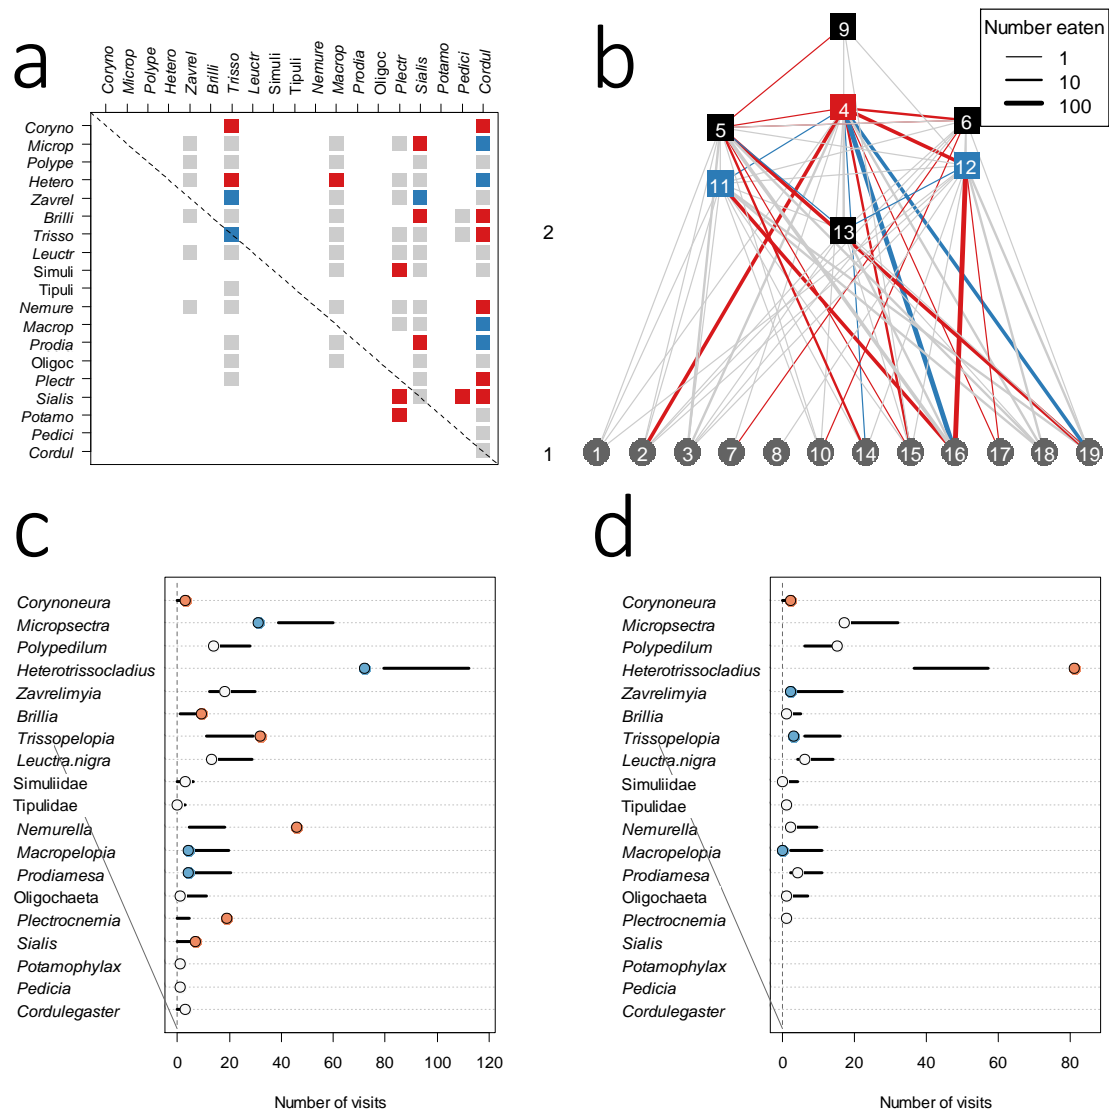 a
Coryno
Microp
Polype
Hetero
Zavrel
Brilli
Trisso
Leuctr
Simuli
Tipuli
Nemure
Macrop
Prodia
Oligoc
Plectr
Sialis
Potamo
Pedici
Cordul
Coryno
Microp
Polype
Hetero
Zavrel
Brilli
Trisso
Leuctr
Simuli
Tipuli
Nemure
Macrop
Prodia
Oligoc
Plectr
Sialis
Potamo
Pedici
Cordul
b
Number eaten
1
10
100
9
4
5
6
11
12
2
13
1
1 2 3 7 8 10 14 15 16 17 18 19
c
Corynoneura
Micropsectra
Polypedilum
Heterotrissocladius
Zavrelimyia
Brillia
Trissopelopia
Leuctra.nigra
Simuliidae
Tipulidae
Nemurella
Macropelopia
Prodiamesa
Oligochaeta
Plectrocnemia
Sialis
Potamophylax
Pedicia
Cordulegaster
0 20 40 60 80 100 120
Number of visits
d
Corynoneura
Micropsectra
Polypedilum
Heterotrissocladius
Zavrelimyia
Brillia
Trissopelopia
Leuctra.nigra
Simuliidae
Tipulidae
Nemurella
Macropelopia
Prodiamesa
Oligochaeta
Plectrocnemia
Sialis
Potamophylax
Pedicia
Cordulegaster
0 20 40 60 80
Number of visits